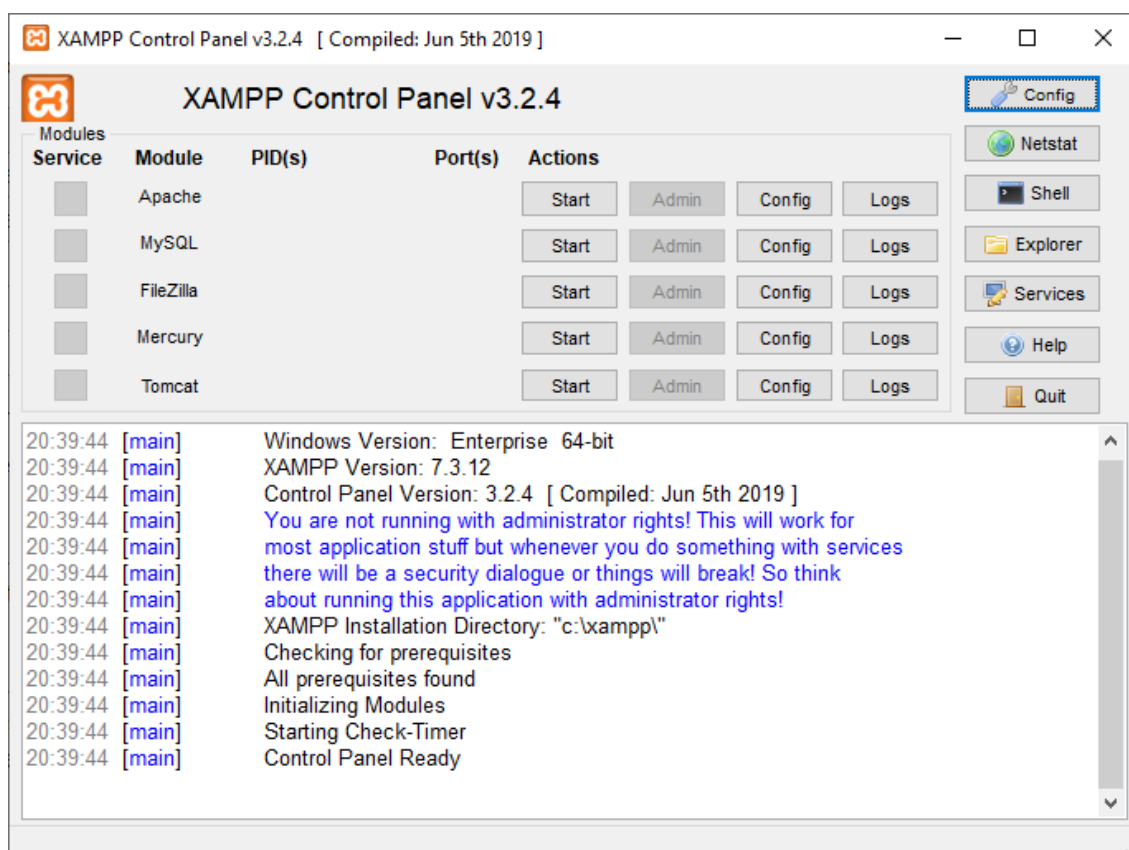 XAMPP Control Panel v3.2.4 [ Compiled: Jun 5th 2019 ]
XAMPP Control Panel v3.2.4
Config
Modules
Service Module PID(s) Port(s) Actions
Netstat
Apache Start Admin Config Logs
Shell
MySQL Start Admin Config Logs
Explorer
FileZilla Start Admin Config Logs
Services
Mercury Start Admin Config Logs
Help
Tomcat Start Admin Config Logs
Quit
20:39:44 [main] Windows Version: Enterprise 64-bit
20:39:44 [main] XAMPP Version: 7.3.12
20:39:44 [main] Control Panel Version: 3.2.4 [ Compiled: Jun 5th 2019 ]
20:39:44 [main] You are not running with administrator rights! This will work for
20:39:44 [main] most application stuff but whenever you do something with services
20:39:44 [main] there will be a security dialogue or things will break! So think
20:39:44 [main] about running this application with administrator rights!
20:39:44 [main] XAMPP Installation Directory: "c:\xampp\"
20:39:44 [main] Checking for prerequisites
20:39:44 [main] All prerequisites found
20:39:44 [main] Initializing Modules
20:39:44 [main] Starting Check-Timer
20:39:44 [main] Control Panel Ready